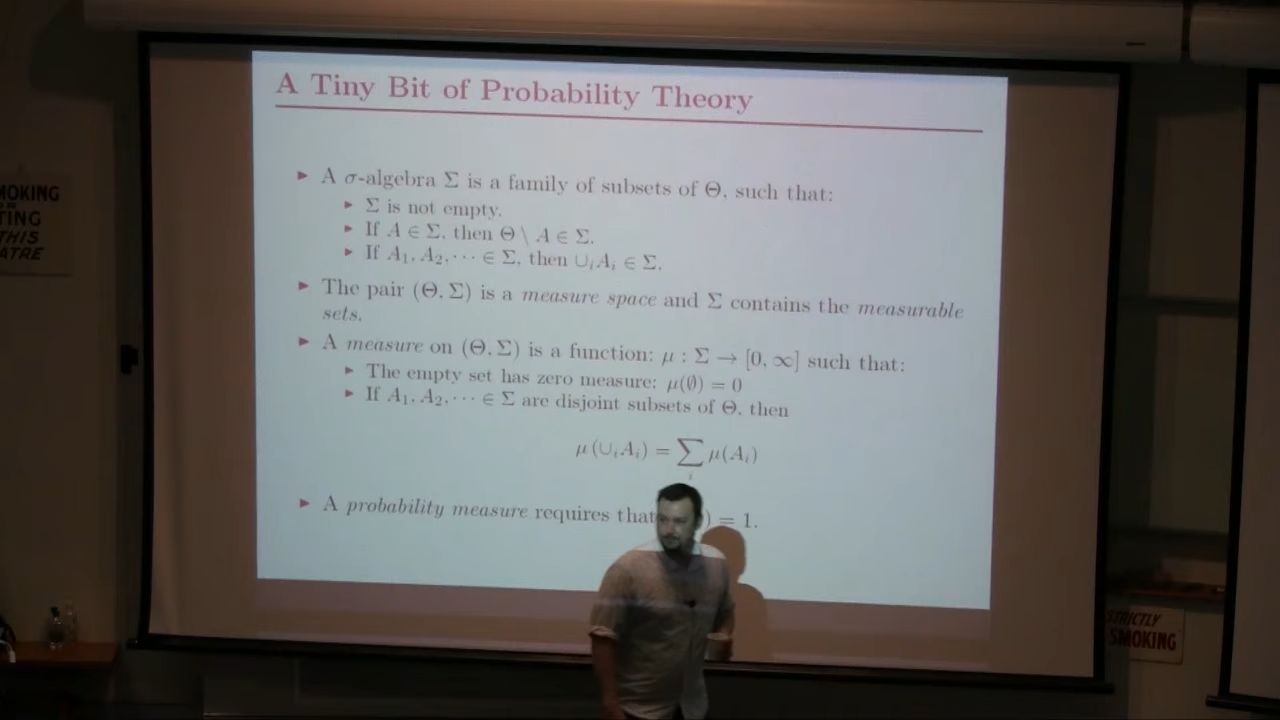 A Tiny Bit of Probability Theory
▸ A σ-algebra Σ is a family of subsets of Θ, such that:
▸ Σ is not empty.
▸ If A ∈ Σ, then Θ \ A ∈ Σ.
▸ If A₁, A₂, ⋯ ∈ Σ, then ∪ᵢAᵢ ∈ Σ.
▸ The pair (Θ, Σ) is a measure space and Σ contains the measurable
sets.
▸ A measure on (Θ, Σ) is a function: μ : Σ → [0, ∞] such that:
▸ The empty set has zero measure: μ(∅) = 0
▸ If A₁, A₂, ⋯ ∈ Σ are disjoint subsets of Θ, then
μ (∪ᵢAᵢ) = ∑ μ(Aᵢ)
i
▸ A probability measure requires that ) = 1.
MOKING
TING
THIS
ATRE
STRICTLY
SMOKING